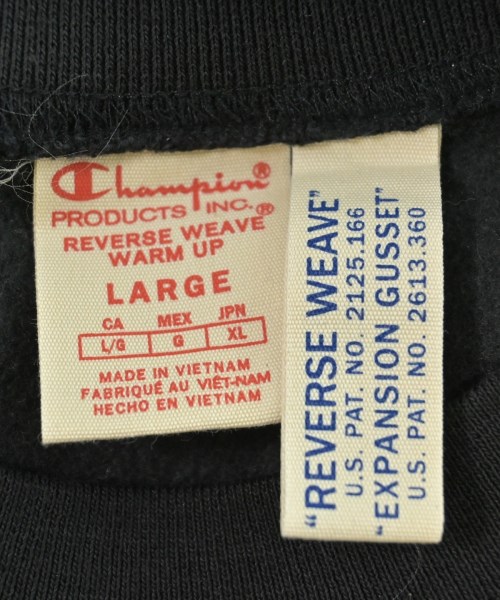 Champion®
PRODUCTS INC.®
REVERSE WEAVE
WARM UP
LARGE
CA MEX JPN
L/G G XL
MADE IN VIETNAM
FABRIQUÉ AU VIÊT-NAM
HECHO EN VIETNAM
"REVERSE WEAVE"
U.S. PAT. NO. 2125.166
"EXPANSION GUSSET"
U.S. PAT. NO. 2613.360